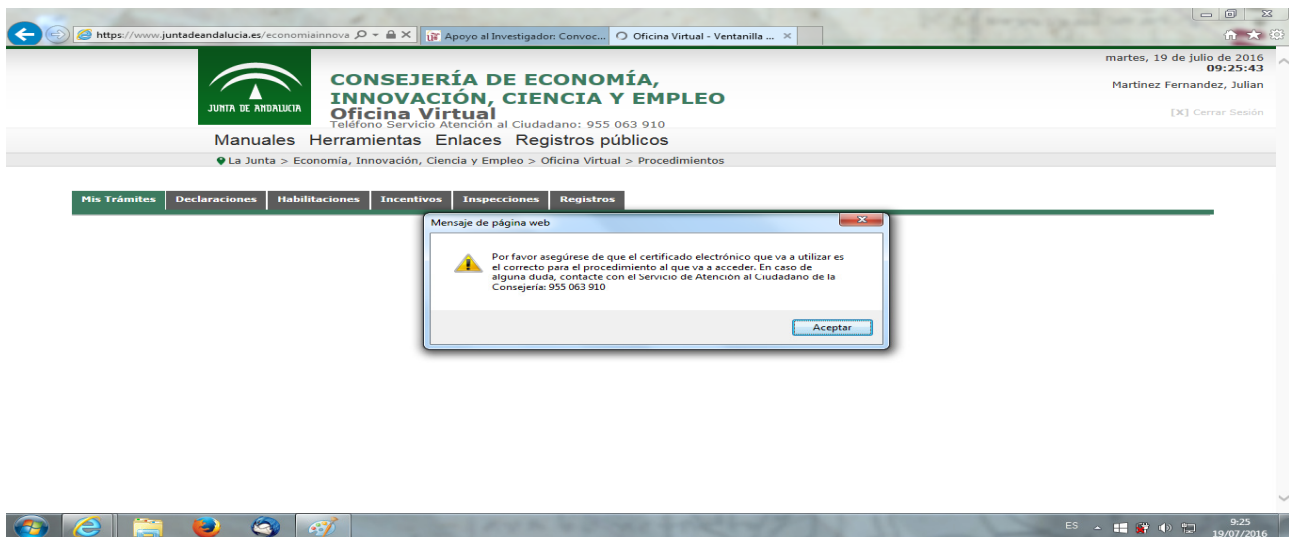 https://www.juntadeandalucia.es/economiainnova
Apoyo al Investigador: Convoc...
Oficina Virtual - Ventanilla ...
martes, 19 de julio de 2016
09:25:43
Martinez Fernandez, Julian
[X] Cerrar Sesión
JUNTA DE ANDALUCIA
CONSEJERÍA DE ECONOMÍA,
INNOVACIÓN, CIENCIA Y EMPLEO
Oficina Virtual
Teléfono Servicio Atención al Ciudadano: 955 063 910
Manuales Herramientas Enlaces Registros públicos
La Junta > Economía, Innovación, Ciencia y Empleo > Oficina Virtual > Procedimientos
Mis Trámites Declaraciones Habilitaciones Incentivos Inspecciones Registros
Mensaje de página web
Por favor asegúrese de que el certificado electrónico que va a utilizar es
el correcto para el procedimiento al que va a acceder. En caso de
alguna duda, contacte con el Servicio de Atención al Ciudadano de la
Consejería: 955 063 910
Aceptar
ES
9:25
19/07/2016